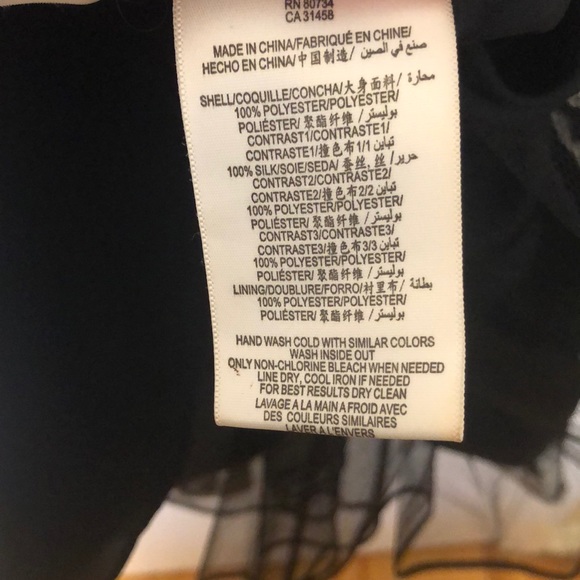 RN 80734
CA 31458
MADE IN CHINA/FABRIQUÉ EN CHINE/
HECHO EN CHINA/中国制造/ صنع في الصين
SHELL/COQUILLE/CONCHA/大身面料/ محارة
100% POLYESTER/POLYESTER/
POLIÉSTER/ 聚酯纤维 / بوليستر
CONTRAST1/CONTRASTE1/
CONTRASTE1/撞色布1/1 تباين
100% SILK/SOIE/SEDA/ 蚕丝, 丝 / حرير
CONTRAST2/CONTRASTE2/
CONTRASTE2/撞色布2/2 تباين
100% POLYESTER/POLYESTER/
POLIÉSTER/ 聚酯纤维 / بوليستر
CONTRAST3/CONTRASTE3/
CONTRASTE3/撞色布3/3 تباين
100% POLYESTER/POLYESTER/
POLIÉSTER/ 聚酯纤维 / بوليستر
LINING/DOUBLURE/FORRO/衬里布/ بطانة
100% POLYESTER/POLYESTER/
POLIÉSTER/ 聚酯纤维 / بوليستر
HAND WASH COLD WITH SIMILAR COLORS
WASH INSIDE OUT
ONLY NON-CHLORINE BLEACH WHEN NEEDED
LINE DRY, COOL IRON IF NEEDED
FOR BEST RESULTS DRY CLEAN
LAVAGE A LA MAIN A FROID AVEC
DES COULEURS SIMILAIRES
LAVER A L'ENVERS